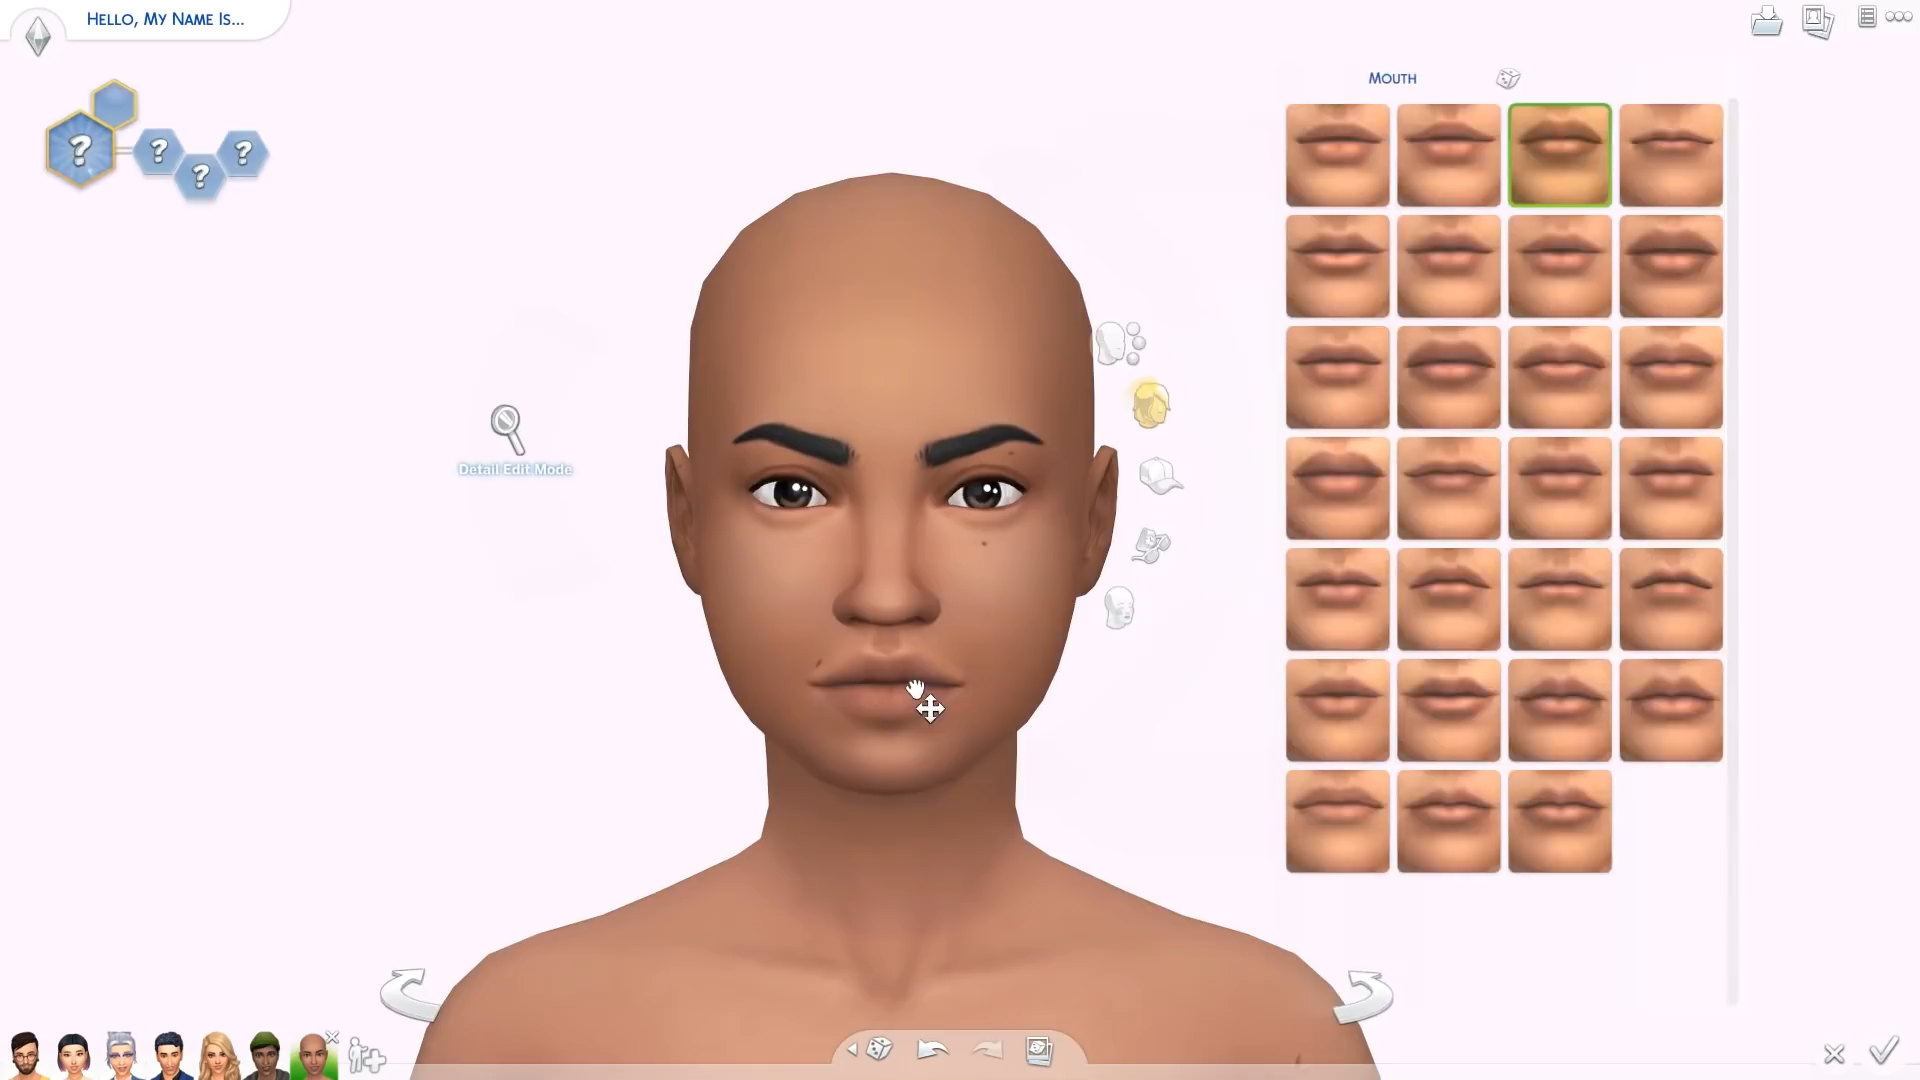 Hello, My Name Is...
Mouth
?
? ? ?
Detail Edit Mode